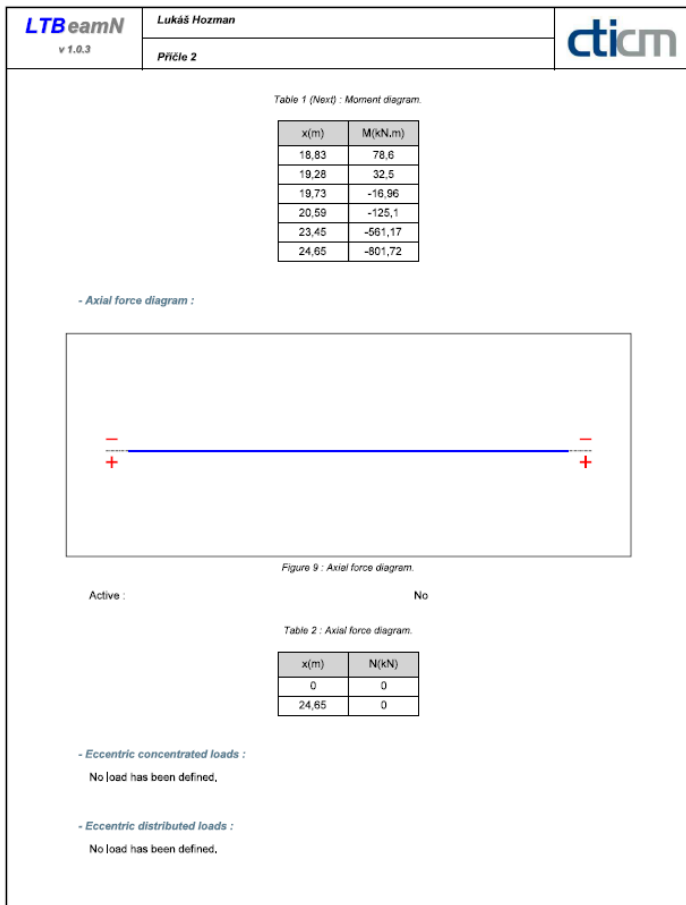 LTBeamN
v 1.0.3
Lukáš Hozman
Příčle 2
cticm
Table 1 (Next) : Moment diagram.
x(m) M(kN.m)
18,83 78,6
19,28 32,5
19,73 -16,96
20,59 -125,1
23,45 -561,17
24,65 -801,72
- Axial force diagram :
− −
+ +
Figure 9 : Axial force diagram.
Active : No
Table 2 : Axial force diagram.
x(m) N(kN)
0 0
24,65 0
- Eccentric concentrated loads :
No load has been defined.
- Eccentric distributed loads :
No load has been defined.